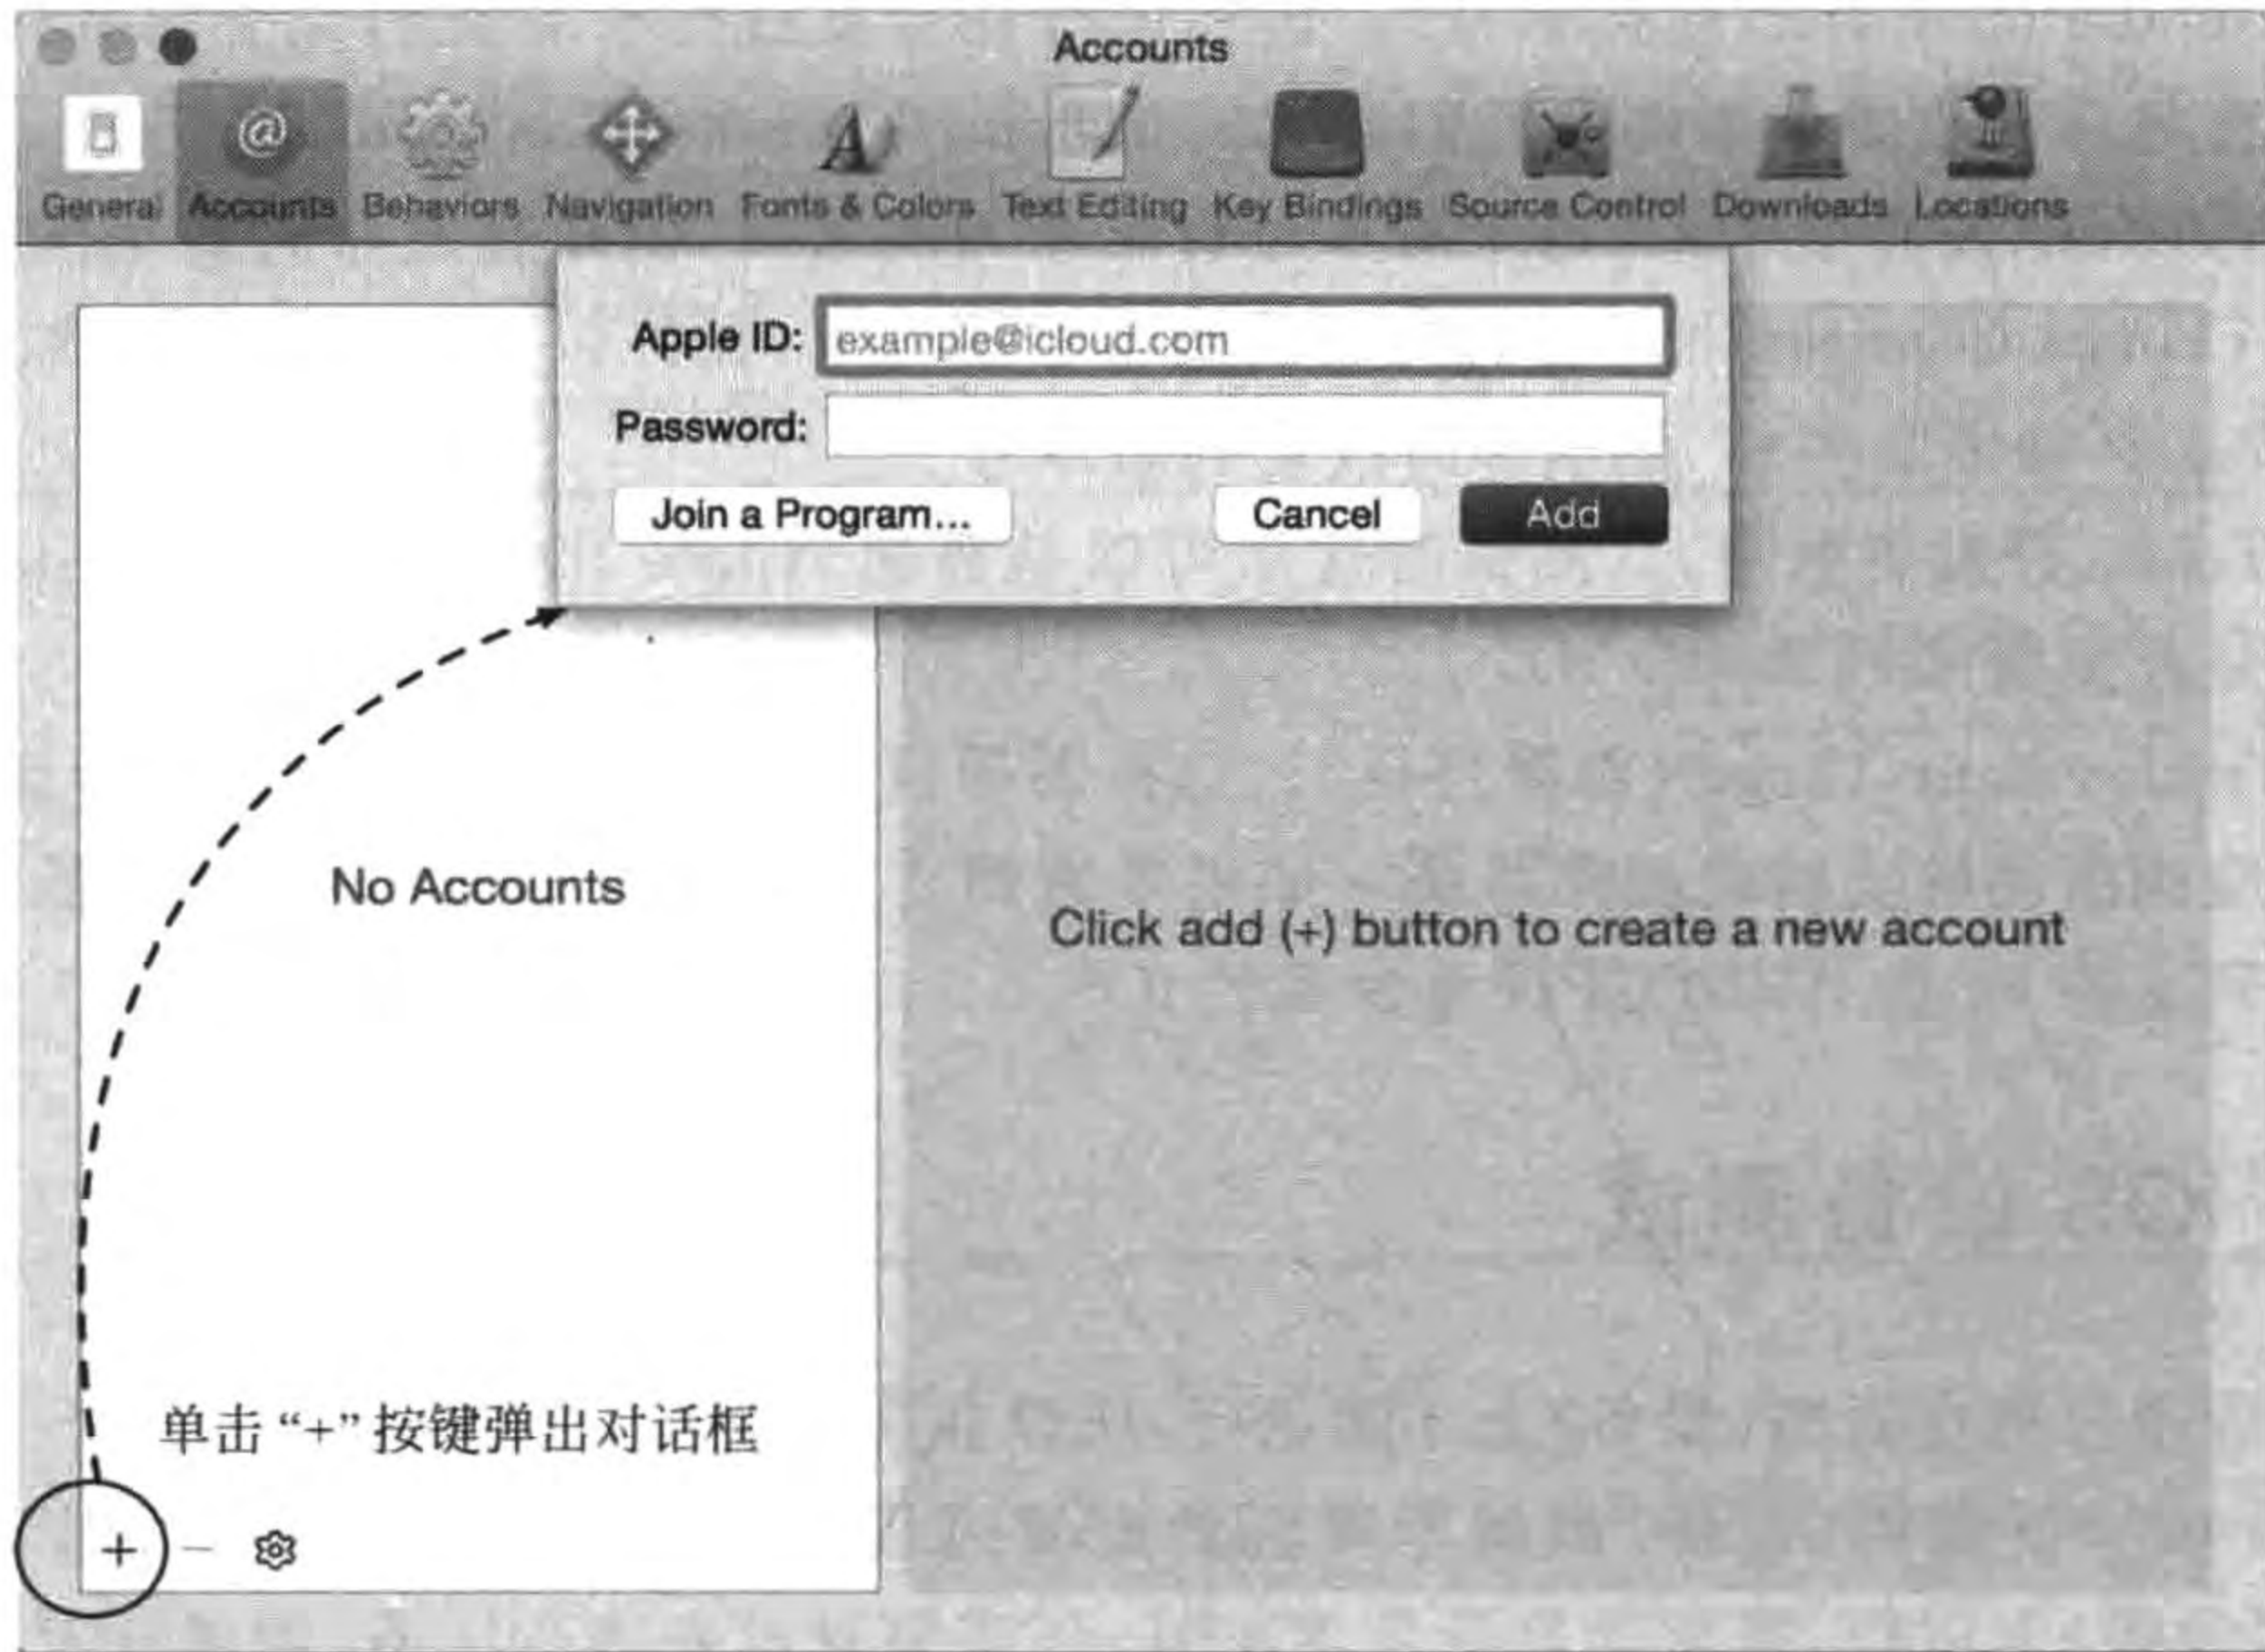 Accounts
General Accounts Behaviors Navigation Fonts & Colors Text Editing Key Bindings Source Control Downloads Locations
Apple ID: example@icloud.com
Password:
Join a Program... Cancel Add
No Accounts
Click add (+) button to create a new account
单击“+”按键弹出对话框